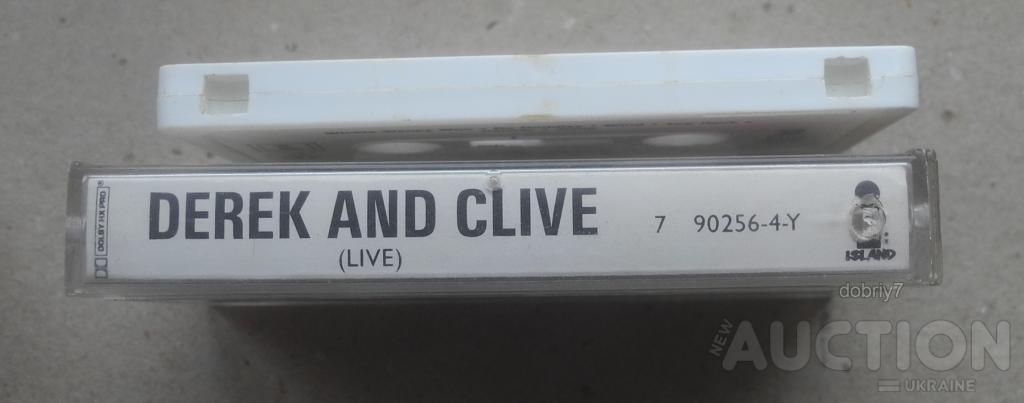 DOLBY HX PRO
DEREK AND CLIVE
(LIVE)
7 90256-4-Y
ISLAND
dobriy7
NEW
AUCTION
UKRAINE